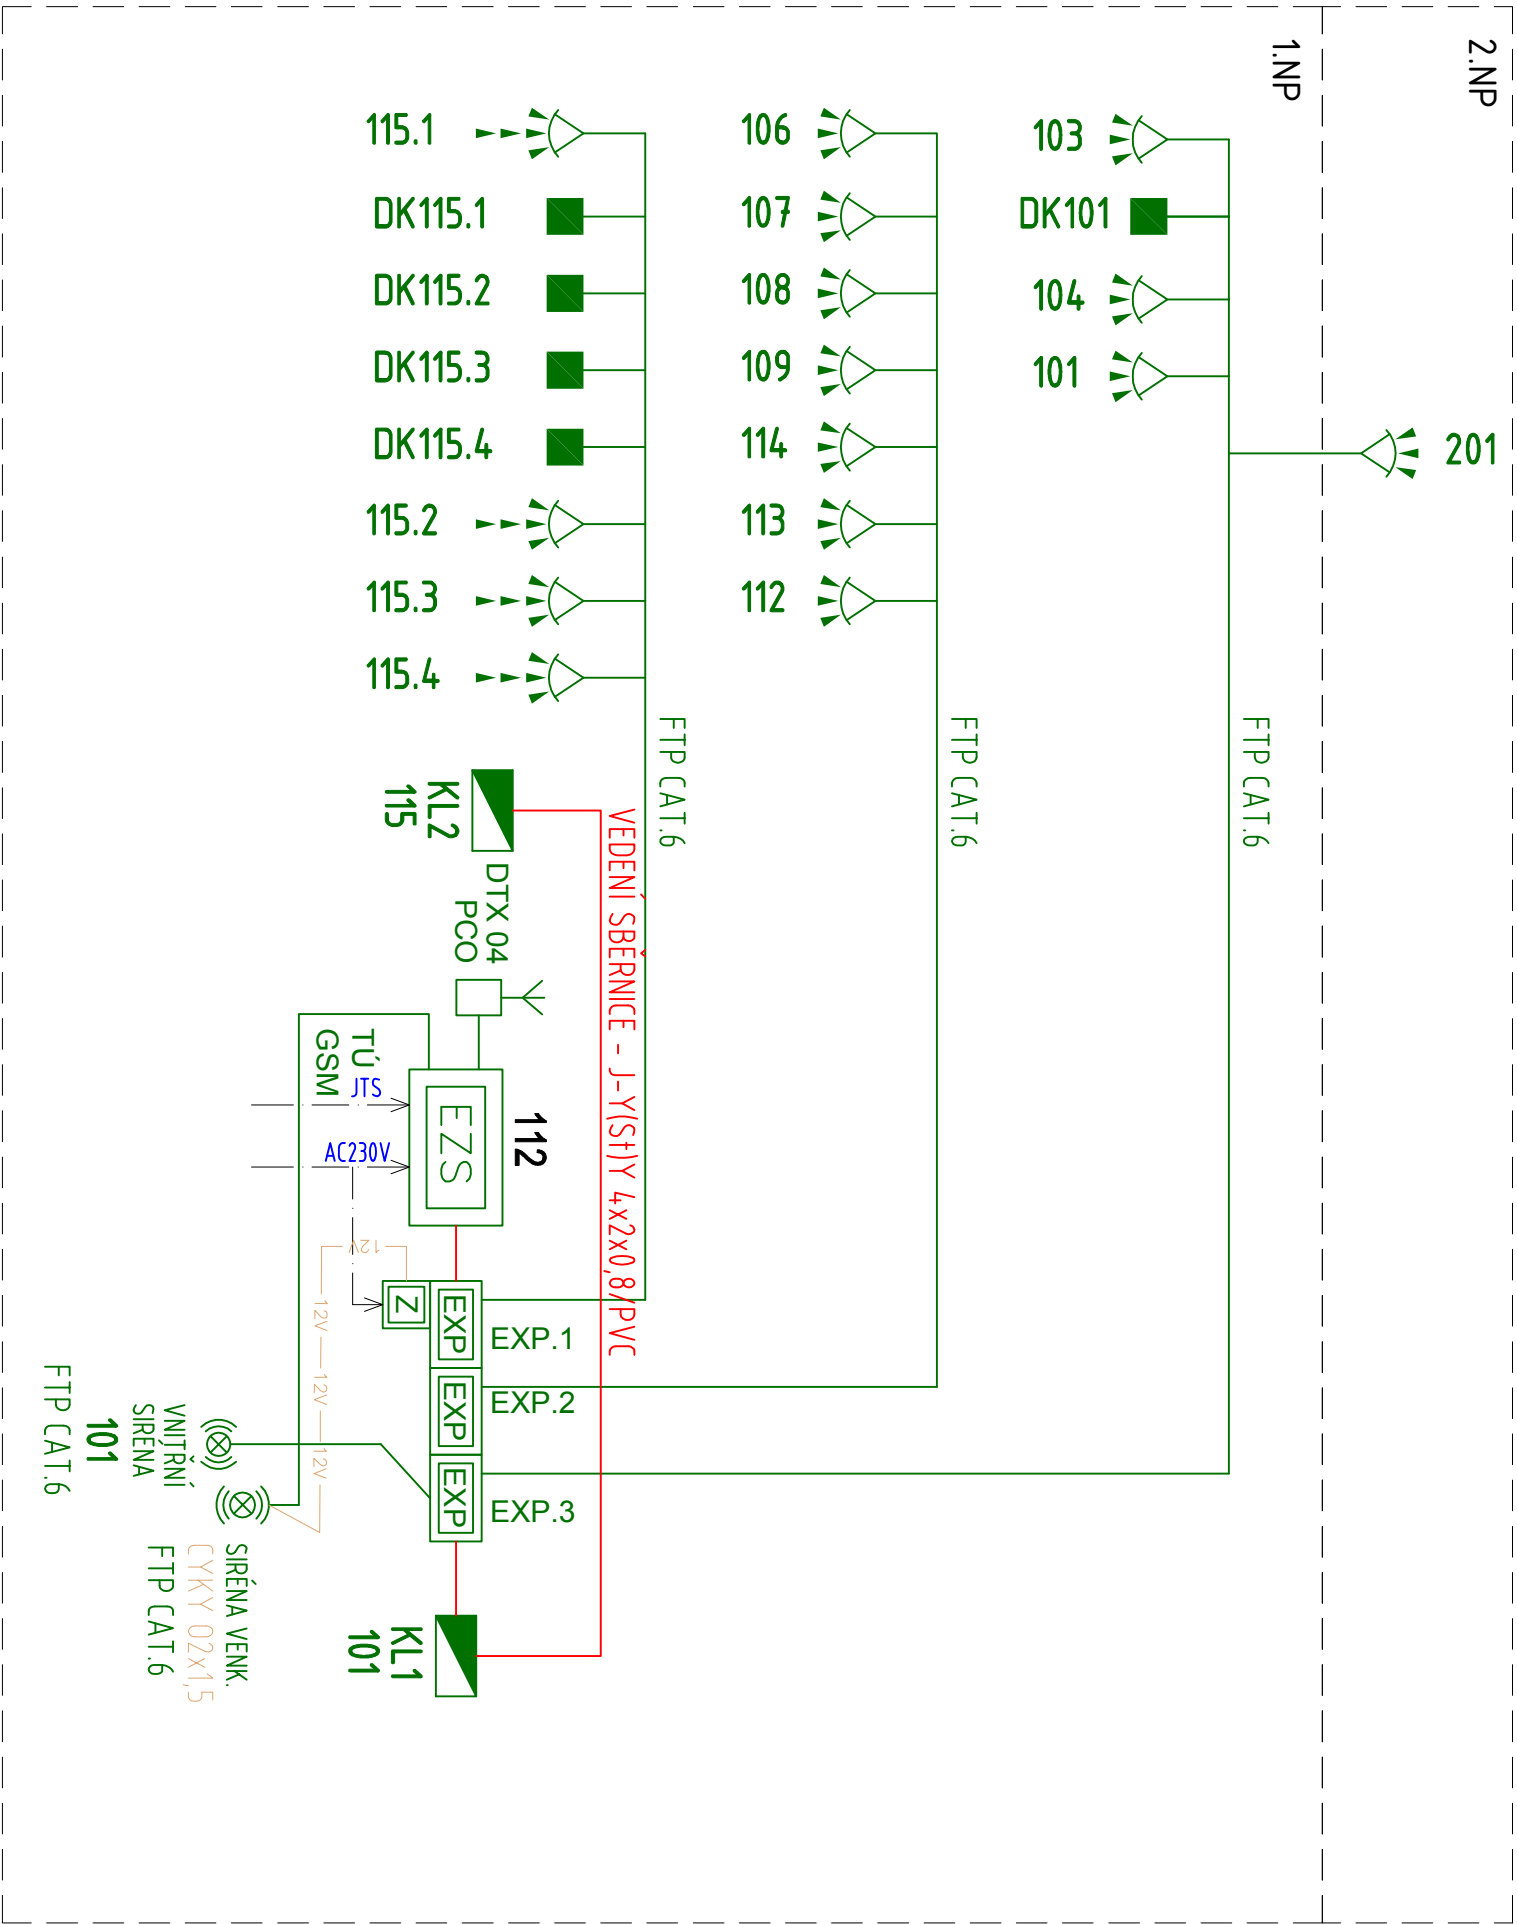 2.NP
1.NP
201
103
DK101
104
101
FTP CAT.6
106
107
108
109
114
113
112
FTP CAT.6
115.1
DK115.1
DK115.2
DK115.3
DK115.4
115.2
115.3
115.4
FTP CAT.6
VEDENÍ SBĚRNICE - J-Y(St)Y 4x2x0,8/PVC
KL2
115
DTX 04
PCO
TÚ
GSM
JTS
AC230V
112
EZS
12V
12V
12V
12V
Z
EXP
EXP
EXP
EXP.1
EXP.2
EXP.3
KL1
101
VNITŘNÍ
SIRÉNA
101
FTP CAT.6
SIRÉNA VENK.
CYKY O2x1,5
FTP CAT.6